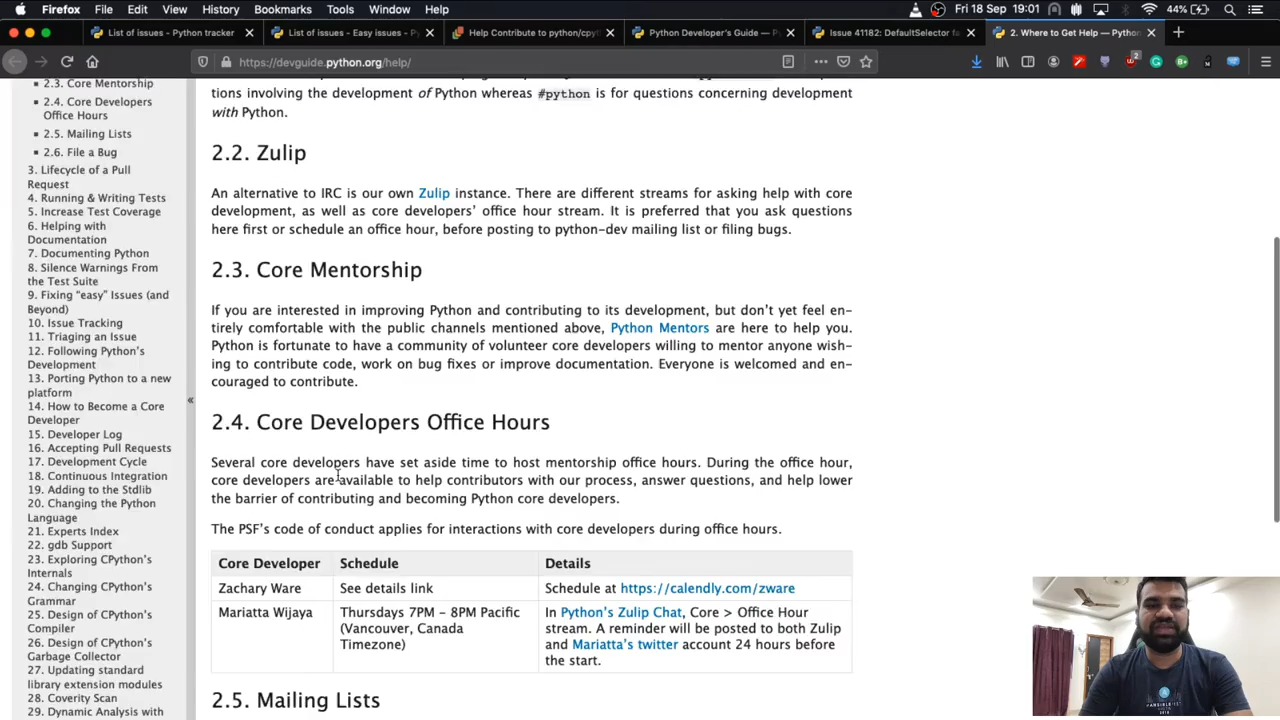 Firefox File Edit View History Bookmarks Tools Window Help
Fri 18 Sep 19:01 44%
List of issues - Python tracker
List of issues - Easy issues - P
Help Contribute to python/cpyt
Python Developer's Guide — Py
Issue 41182: DefaultSelector fa
2. Where to Get Help — Python
https://devguide.python.org/help/
2.3. Core Mentorship
2.4. Core Developers
Office Hours
2.5. Mailing Lists
2.6. File a Bug
3. Lifecycle of a Pull
Request
4. Running & Writing Tests
5. Increase Test Coverage
6. Helping with
Documentation
7. Documenting Python
8. Silence Warnings From
the Test Suite
9. Fixing “easy” Issues (and
Beyond)
10. Issue Tracking
11. Triaging an Issue
12. Following Python’s
Development
13. Porting Python to a new
platform
14. How to Become a Core
Developer
15. Developer Log
16. Accepting Pull Requests
17. Development Cycle
18. Continuous Integration
19. Adding to the Stdlib
20. Changing the Python
Language
21. Experts Index
22. gdb Support
23. Exploring CPython’s
Internals
24. Changing CPython’s
Grammar
25. Design of CPython’s
Compiler
26. Design of CPython’s
Garbage Collector
27. Updating standard
library extension modules
28. Coverity Scan
29. Dynamic Analysis with
«
tions involving the development of Python whereas #python is for questions concerning development
with Python.
2.2. Zulip
An alternative to IRC is our own Zulip instance. There are different streams for asking help with core
development, as well as core developers’ office hour stream. It is preferred that you ask questions
here first or schedule an office hour, before posting to python-dev mailing list or filing bugs.
2.3. Core Mentorship
If you are interested in improving Python and contributing to its development, but don’t yet feel en-
tirely comfortable with the public channels mentioned above, Python Mentors are here to help you.
Python is fortunate to have a community of volunteer core developers willing to mentor anyone wish-
ing to contribute code, work on bug fixes or improve documentation. Everyone is welcomed and en-
couraged to contribute.
2.4. Core Developers Office Hours
Several core developers have set aside time to host mentorship office hours. During the office hour,
core developers are available to help contributors with our process, answer questions, and help lower
the barrier of contributing and becoming Python core developers.
The PSF’s code of conduct applies for interactions with core developers during office hours.
Core Developer Schedule Details
Zachary Ware See details link Schedule at https://calendly.com/zware
Mariatta Wijaya Thursdays 7PM – 8PM Pacific In Python’s Zulip Chat, Core > Office Hour
(Vancouver, Canada stream. A reminder will be posted to both Zulip
Timezone) and Mariatta’s twitter account 24 hours before
the start.
2.5. Mailing Lists